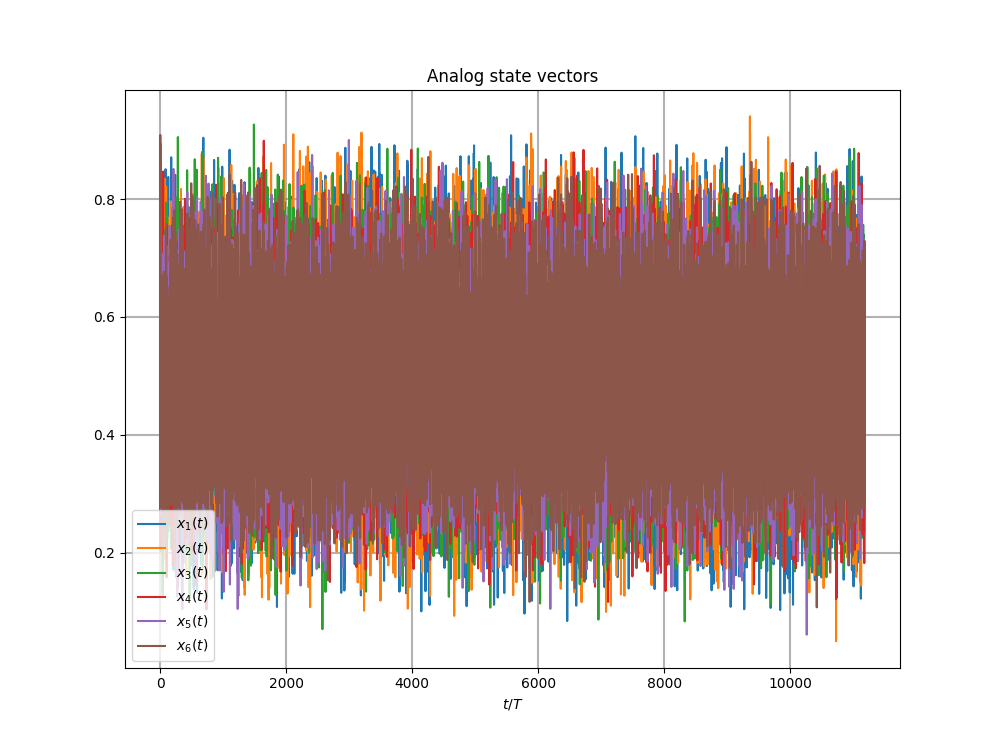 Analog state vectors
0.8
0.6
0.4
0.2
x₁(t)
x₂(t)
x₃(t)
x₄(t)
x₅(t)
x₆(t)
0 2000 4000 6000 8000 10000
t/T